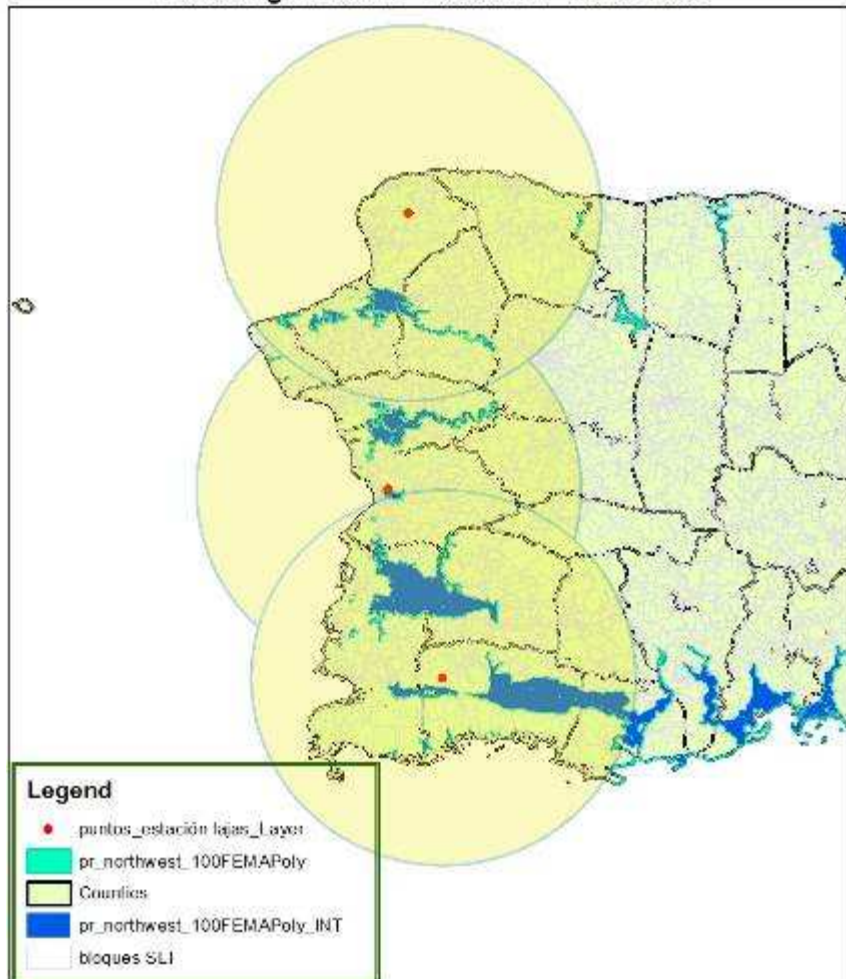 Legend
puntos_estación lajas_Layer
pr_northwest_100FEMAPoly
Counties
pr_northwest_100FEMAPoly_INT
bloques SLI